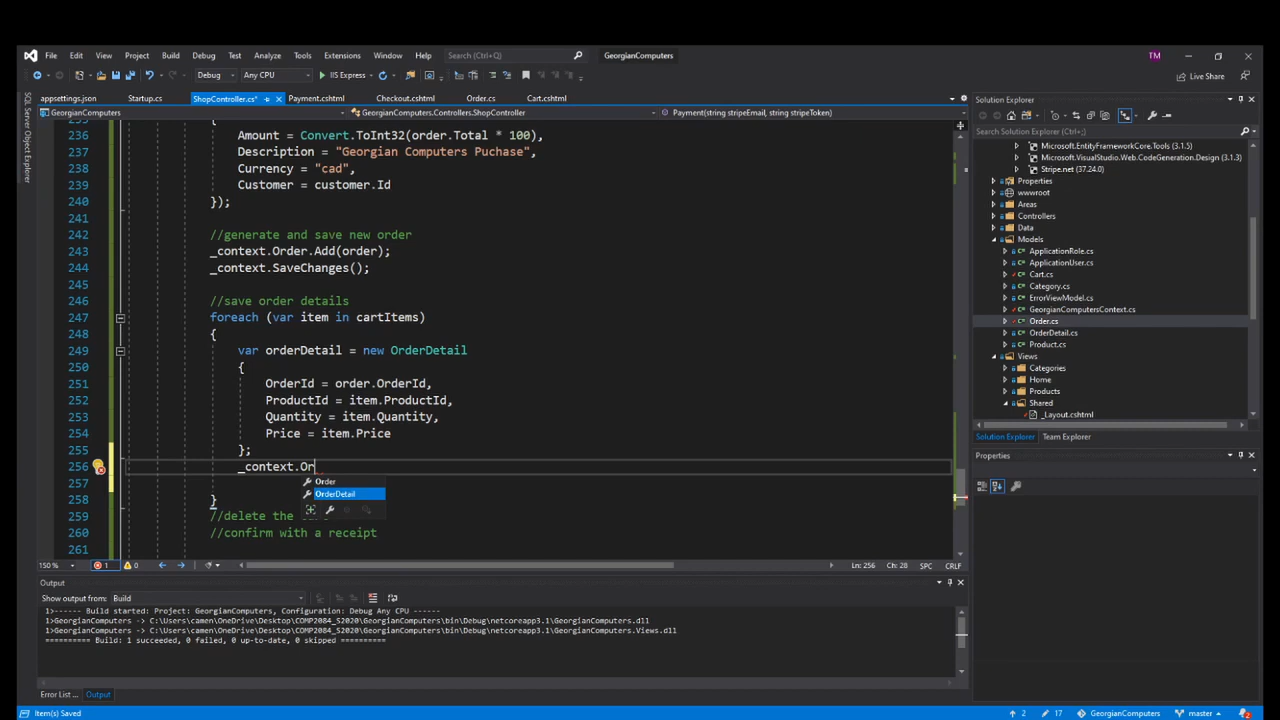 File Edit View Project Build Debug Test Analyze Tools Extensions Window Help Search (Ctrl+Q) GeorgianComputers TM
Debug Any CPU IIS Express Live Share
SQL Server Object Explorer
appsettings.json Startup.cs ShopController.cs* Payment.cshtml Checkout.cshtml Order.cs Cart.cshtml
GeorgianComputers GeorgianComputers.Controllers.ShopController Payment(string stripeEmail, string stripeToken)
235 {
236 Amount = Convert.ToInt32(order.Total * 100),
237 Description = "Georgian Computers Puchase",
238 Currency = "cad",
239 Customer = customer.Id
240 });
241
242 //generate and save new order
243 _context.Order.Add(order);
244 _context.SaveChanges();
245
246 //save order details
247 foreach (var item in cartItems)
248 {
249 var orderDetail = new OrderDetail
250 {
251 OrderId = order.OrderId,
252 ProductId = item.ProductId,
253 Quantity = item.Quantity,
254 Price = item.Price
255 };
256 _context.Or
Order
257
OrderDetail
258 }
259 //delete the
260 //confirm with a receipt
261
150 % 1 0 Ln: 256 Ch: 28 SPC CRLF
Output
Show output from: Build
1>------ Build started: Project: GeorgianComputers, Configuration: Debug Any CPU ------
1>GeorgianComputers -> C:\Users\camen\OneDrive\Desktop\COMP2084_S2020\GeorgianComputers\bin\Debug\netcoreapp3.1\GeorgianComputers.dll
1>GeorgianComputers -> C:\Users\camen\OneDrive\Desktop\COMP2084_S2020\GeorgianComputers\bin\Debug\netcoreapp3.1\GeorgianComputers.Views.dll
========== Build: 1 succeeded, 0 failed, 0 up-to-date, 0 skipped ==========
Error List ... Output
Solution Explorer
Search Solution Explorer (Ctrl+;)
Microsoft.EntityFrameworkCore.Tools (3.1.5)
Microsoft.VisualStudio.Web.CodeGeneration.Design (3.1.3)
Stripe.net (37.24.0)
Properties
wwwroot
Areas
Controllers
Data
Models
ApplicationRole.cs
ApplicationUser.cs
Cart.cs
Category.cs
ErrorViewModel.cs
GeorgianComputersContext.cs
Order.cs
OrderDetail.cs
Product.cs
Views
Categories
Home
Products
Shared
_Layout.cshtml
Solution Explorer Team Explorer
Properties
Item(s) Saved 2 17 GeorgianComputers master 2